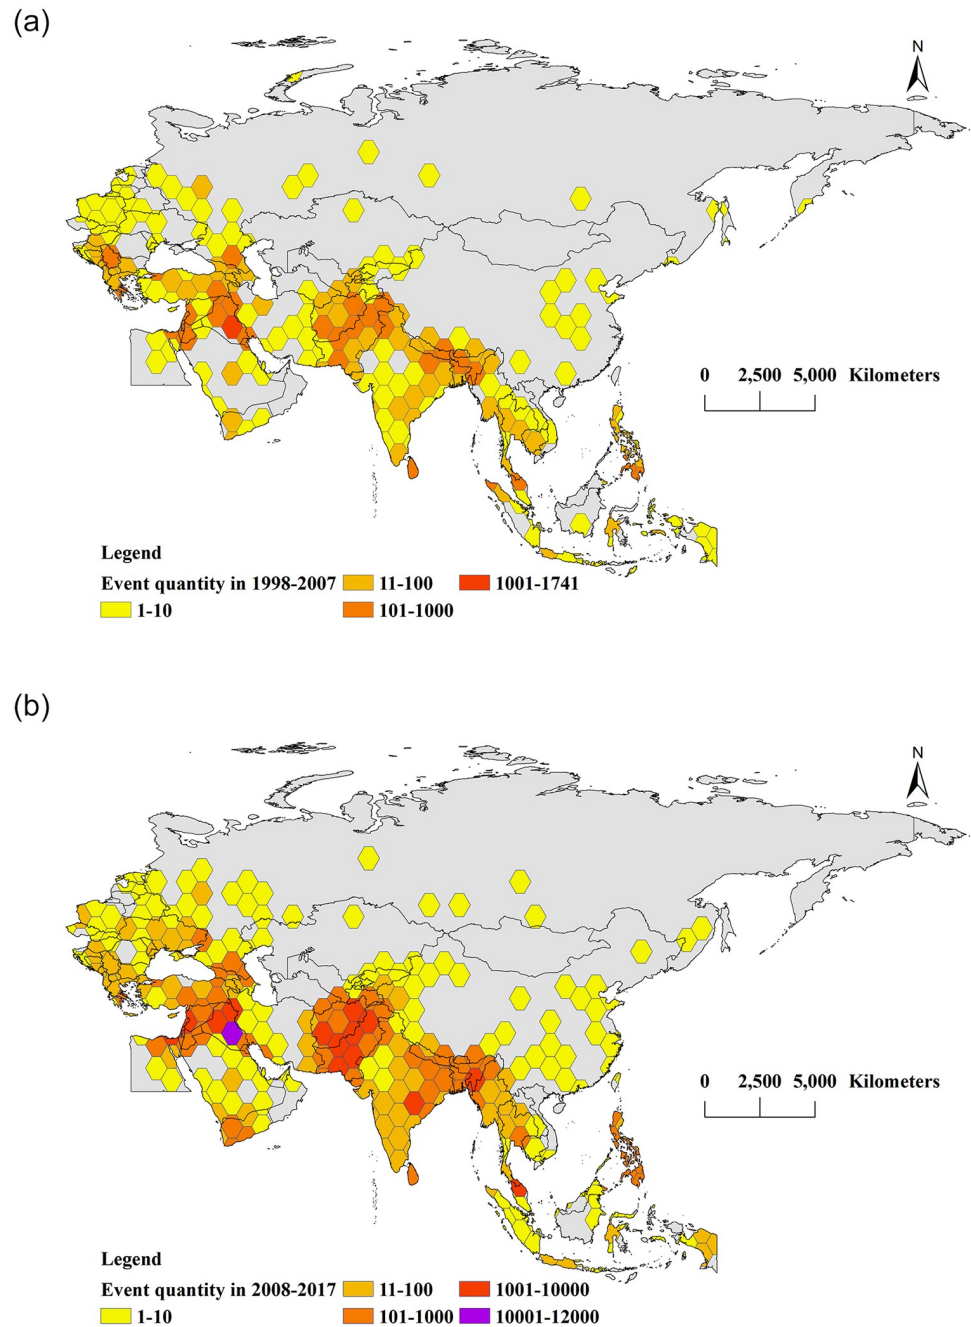 (a)
N
0 2,500 5,000 Kilometers
Legend
Event quantity in 1998-2007 11-100 1001-1741
1-10 101-1000
(b)
N
0 2,500 5,000 Kilometers
Legend
Event quantity in 2008-2017 11-100 1001-10000
1-10 101-1000 10001-12000